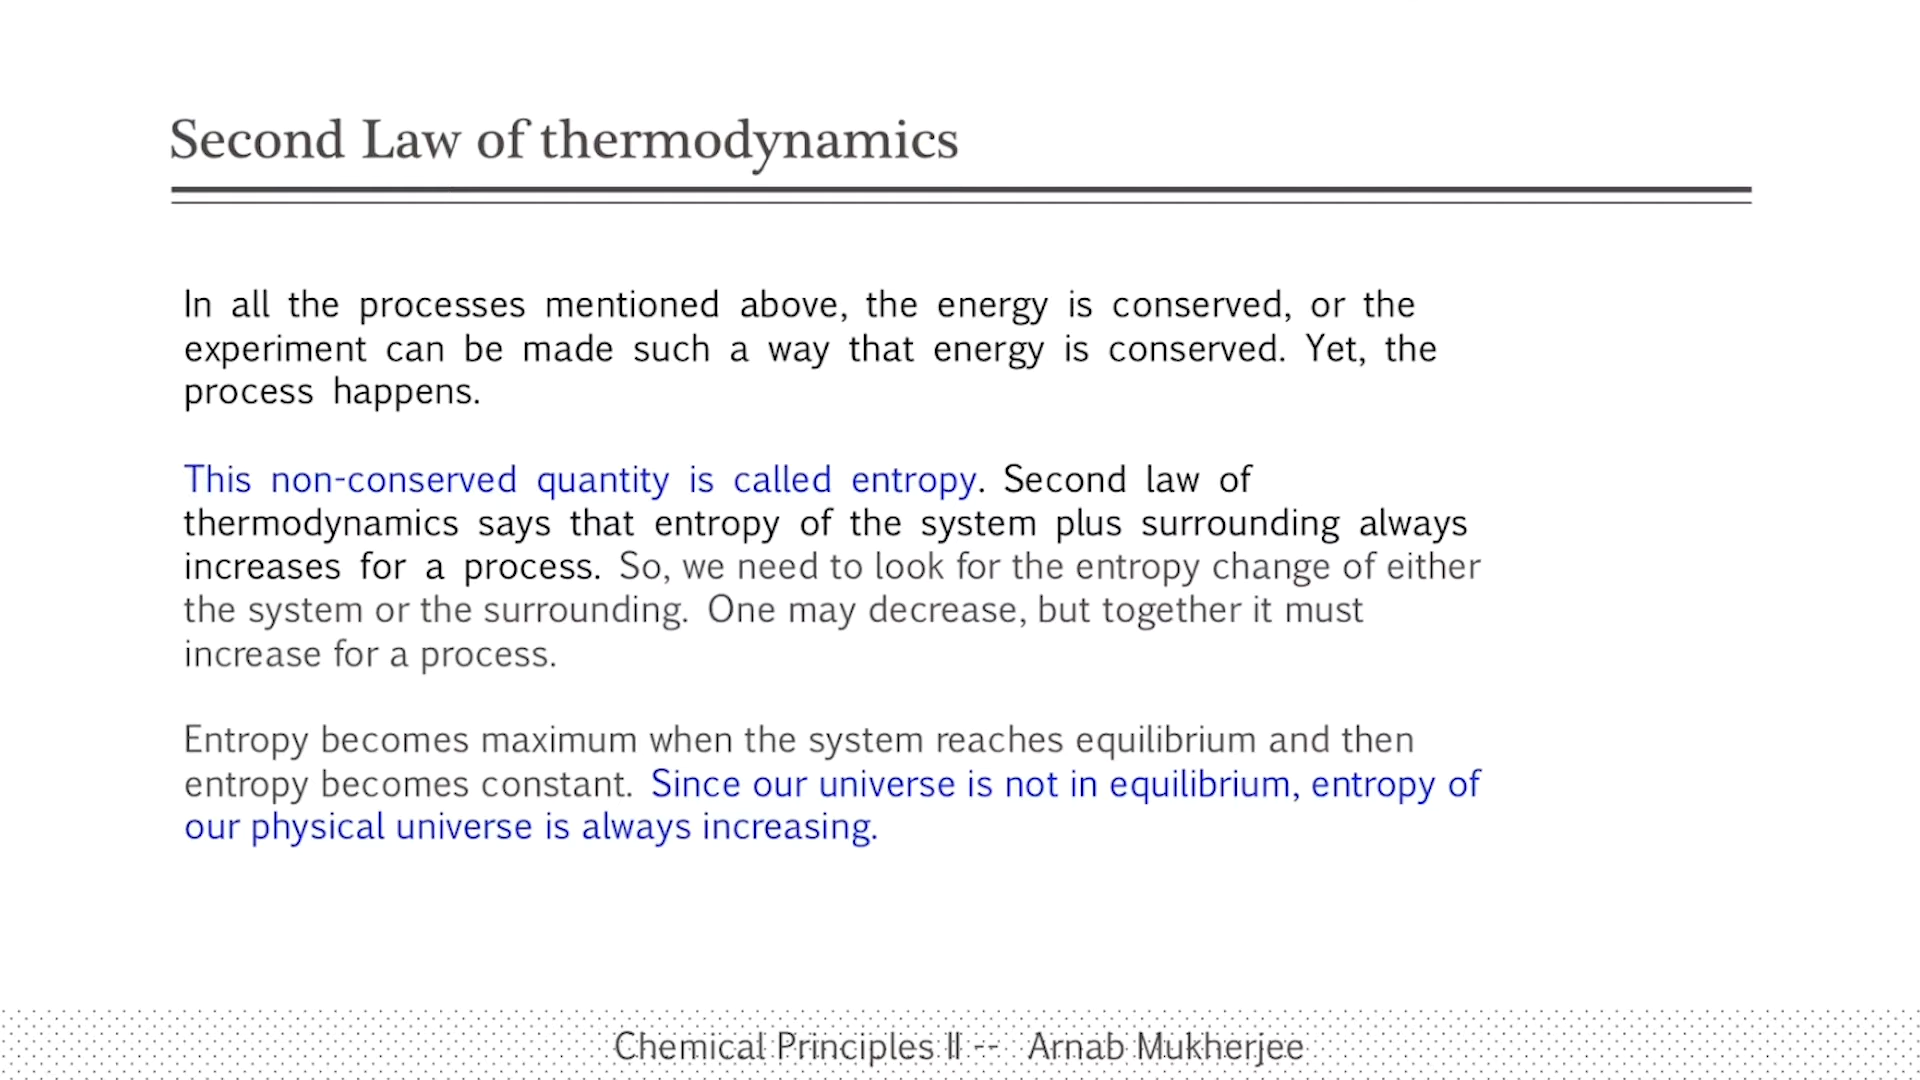 Second Law of thermodynamics
In all the processes mentioned above, the energy is conserved, or the
experiment can be made such a way that energy is conserved. Yet, the
process happens.
This non-conserved quantity is called entropy. Second law of
thermodynamics says that entropy of the system plus surrounding always
increases for a process. So, we need to look for the entropy change of either
the system or the surrounding. One may decrease, but together it must
increase for a process.
Entropy becomes maximum when the system reaches equilibrium and then
entropy becomes constant. Since our universe is not in equilibrium, entropy of
our physical universe is always increasing.
Chemical Principles II -- Arnab Mukherjee